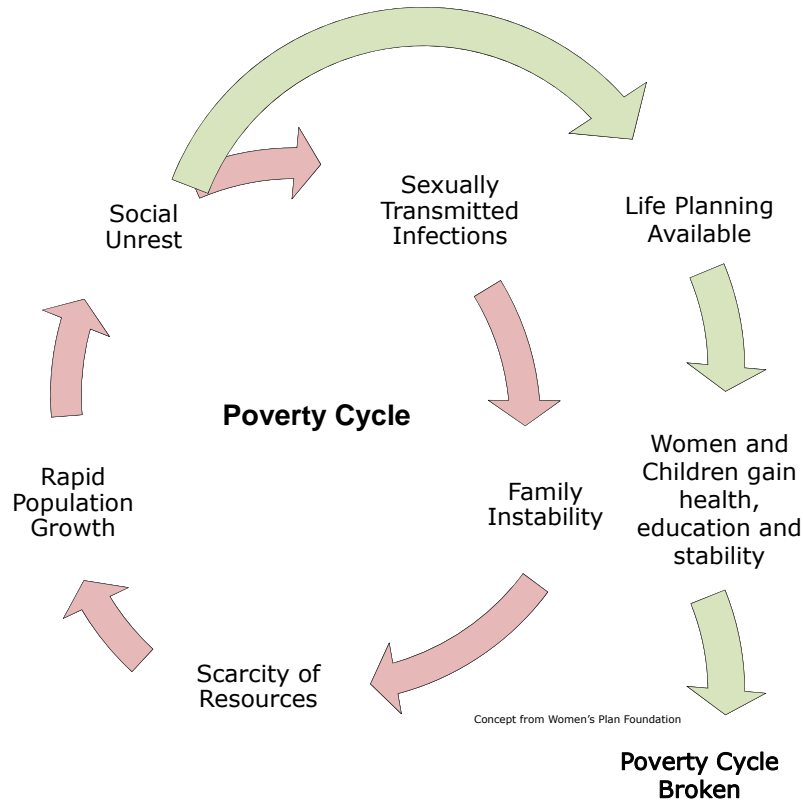 Sexually
Transmitted
Infections
Life Planning
Available
Social
Unrest
Poverty Cycle
Women and
Children gain
health,
education and
stability
Rapid
Population
Growth
Family
Instability
Scarcity of
Resources
Concept from Women’s Plan Foundation
Poverty Cycle
Broken